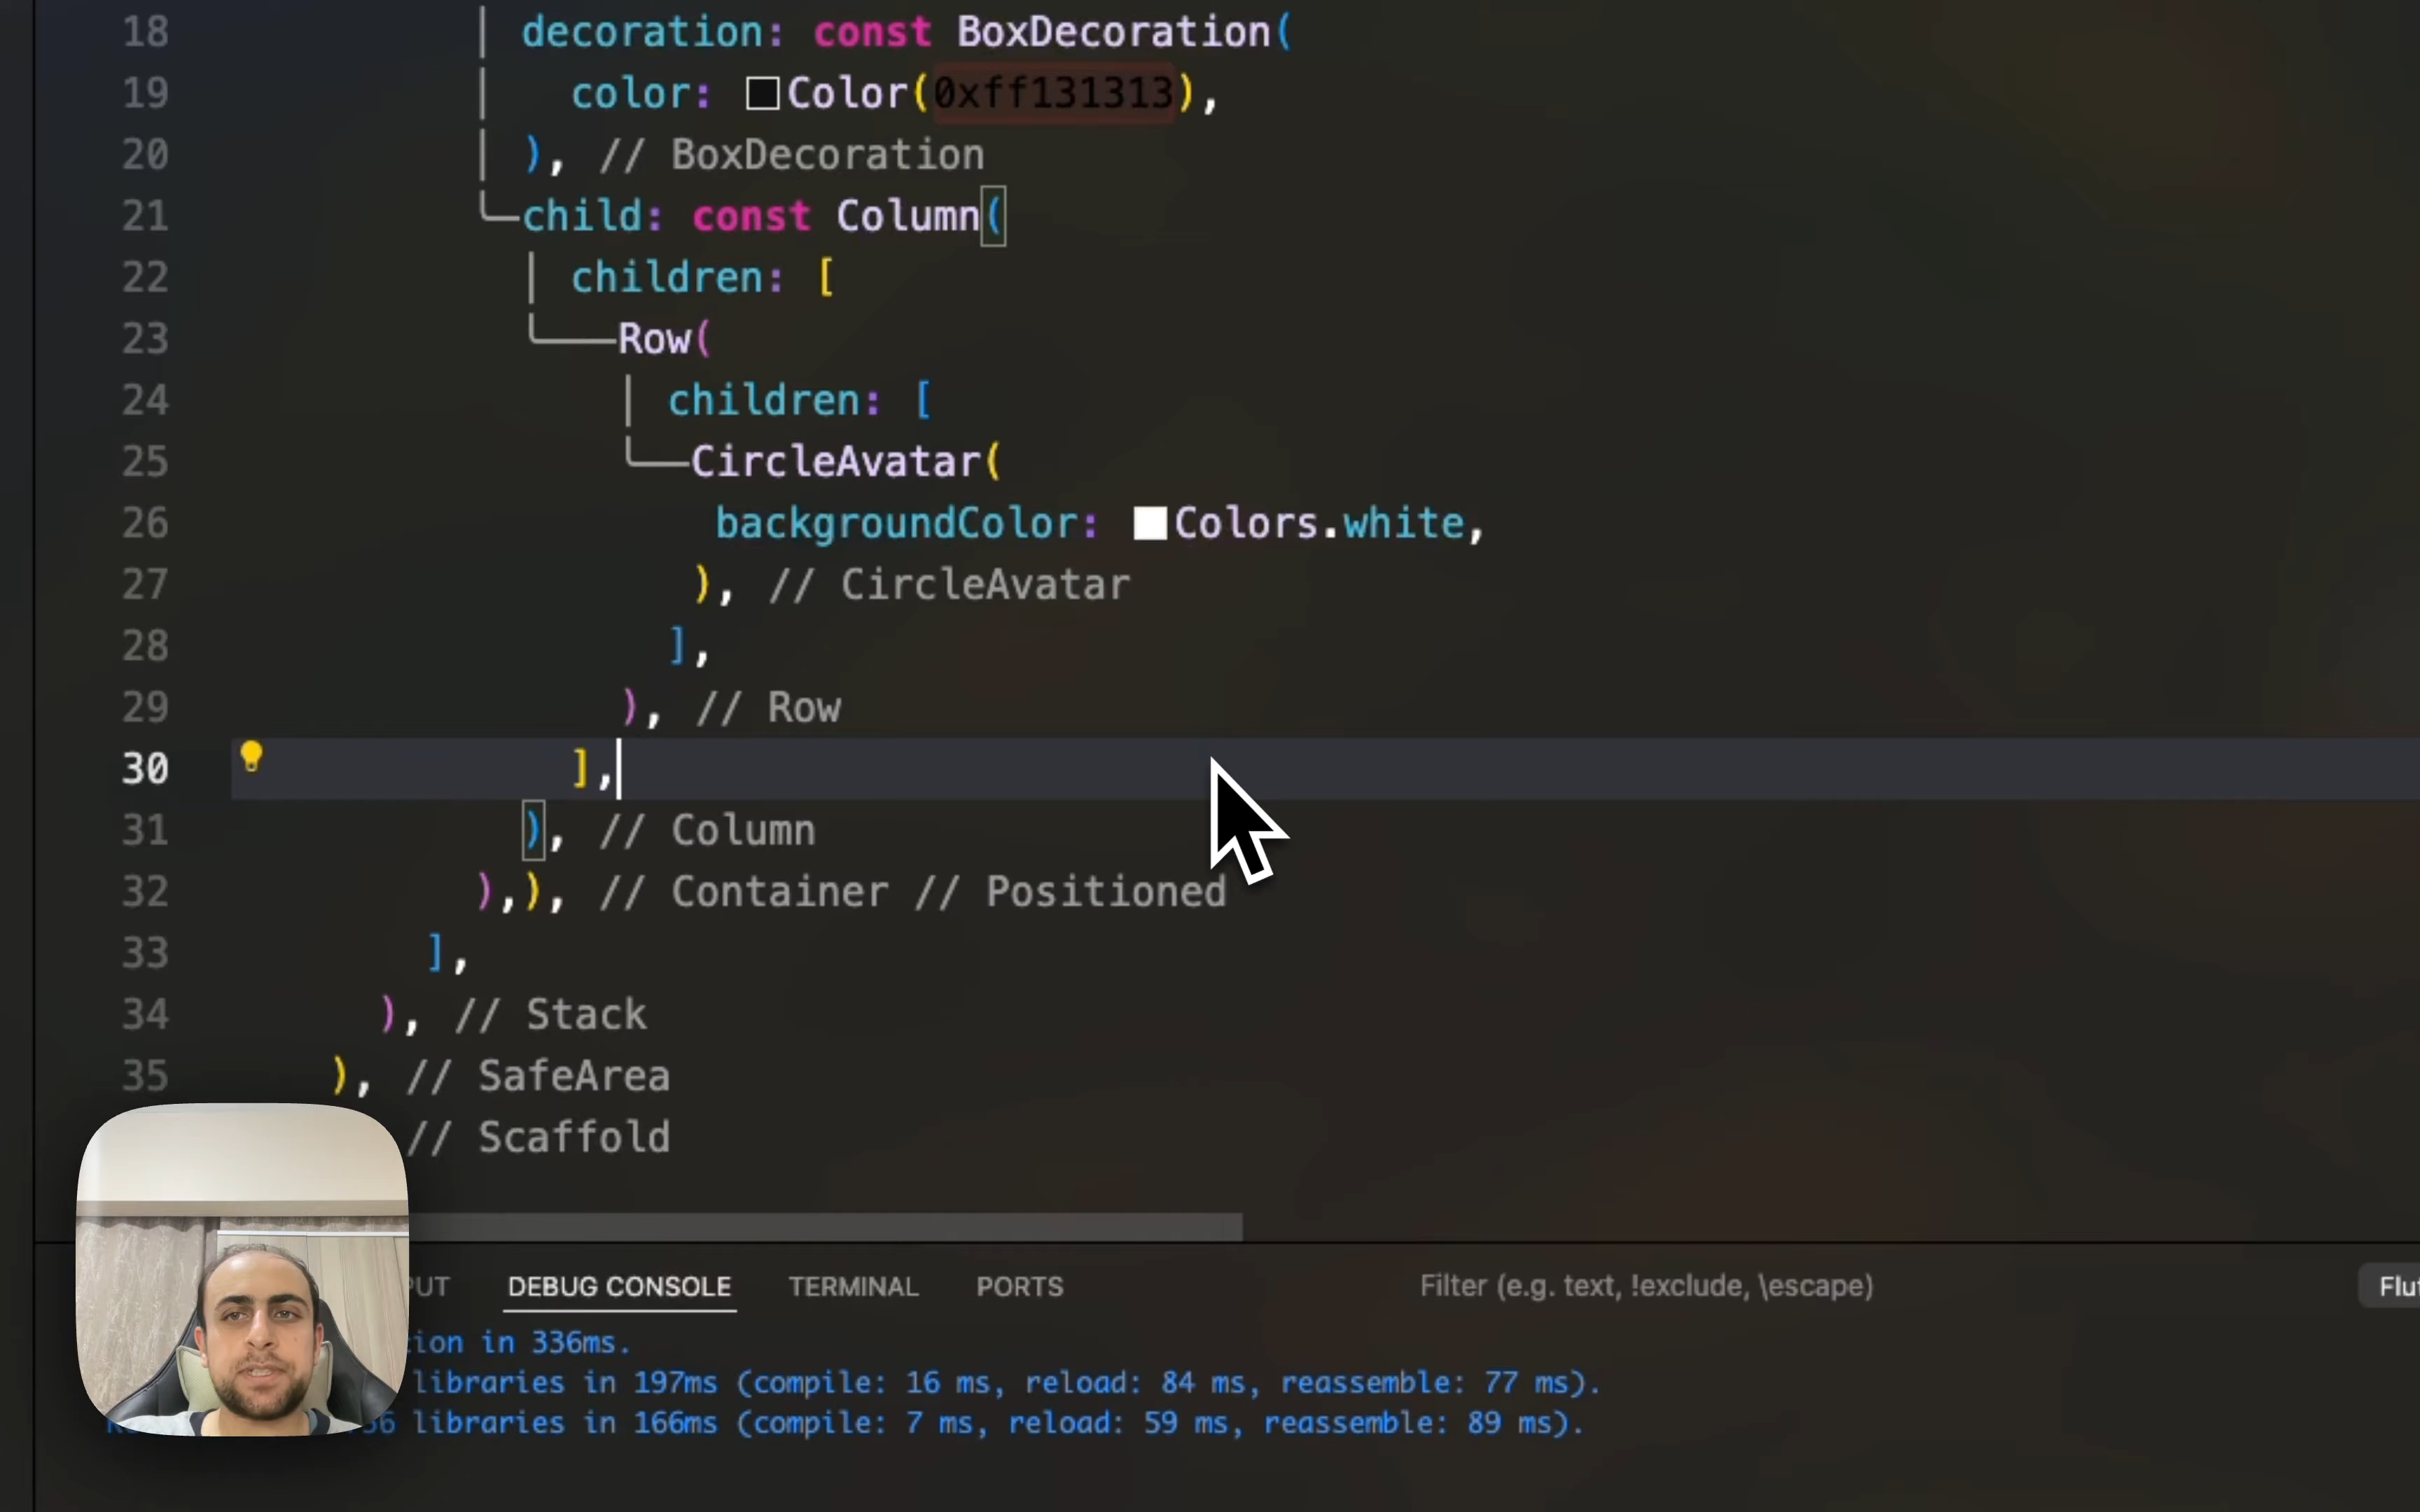 18 decoration: const BoxDecoration(
19 color: Color(0xff131313),
20 ), // BoxDecoration
21 child: const Column(
22 children: [
23 Row(
24 children: [
25 CircleAvatar(
26 backgroundColor: Colors.white,
27 ), // CircleAvatar
28 ],
29 ), // Row
30 ],
31 ), // Column
32 ),), // Container // Positioned
33 ],
34 ), // Stack
35 ), // SafeArea
// Scaffold
PUT DEBUG CONSOLE TERMINAL PORTS Filter (e.g. text, !exclude, \escape) Flut
tion in 336ms.
libraries in 197ms (compile: 16 ms, reload: 84 ms, reassemble: 77 ms).
56 libraries in 166ms (compile: 7 ms, reload: 59 ms, reassemble: 89 ms).